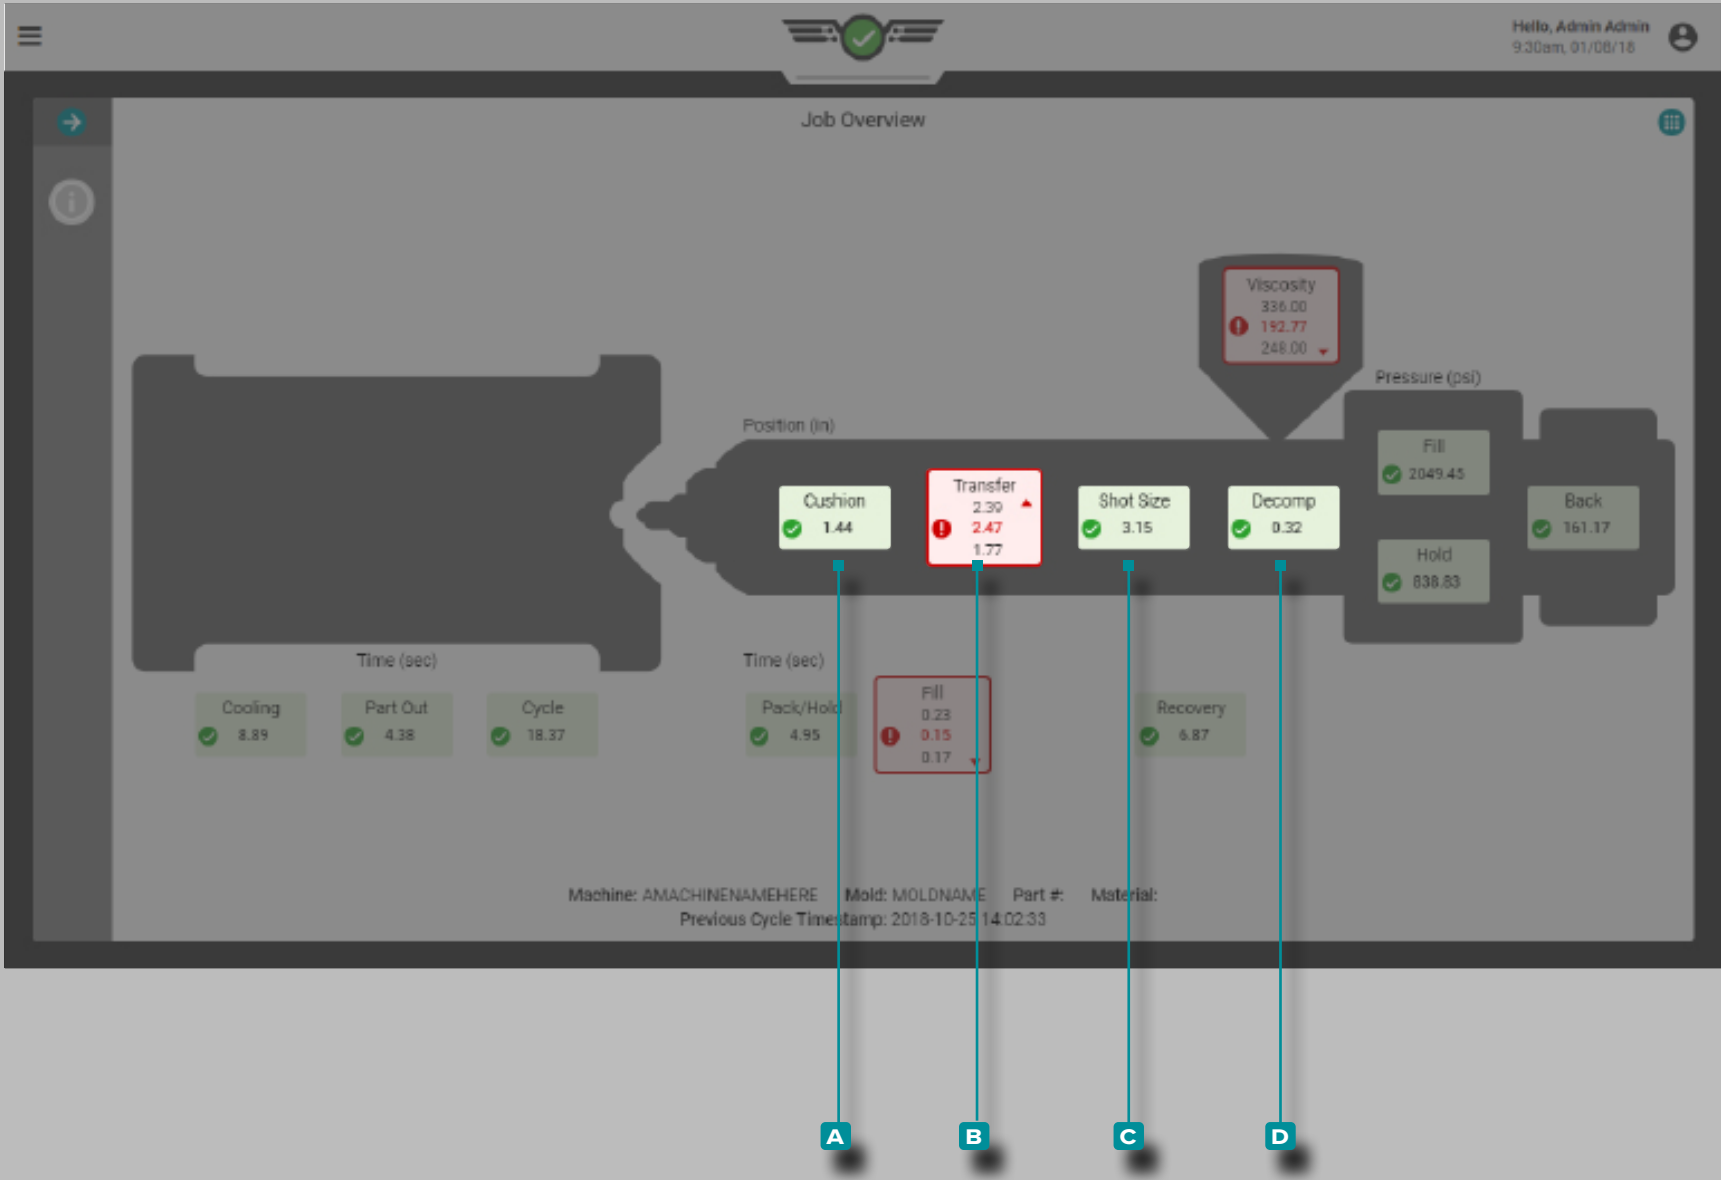 Hello, Admin Admin
9:30am, 01/08/18
Job Overview
Viscosity
336.00
192.77
248.00
Pressure (psi)
Position (in)
Fill
2049.45
Cushion
1.44
Transfer
2.39
2.47
1.77
Shot Size
3.15
Decomp
0.32
Back
161.17
Hold
838.83
Time (sec)
Cooling
8.89
Part Out
4.38
Cycle
18.37
Time (sec)
Pack/Hold
4.95
Fill
0.23
0.15
0.17
Recovery
6.87
Machine: AMACHINENAMEHERE Mold: MOLDNAME Part #: Material:
Previous Cycle Timestamp: 2018-10-25 14:02:33
A B C D